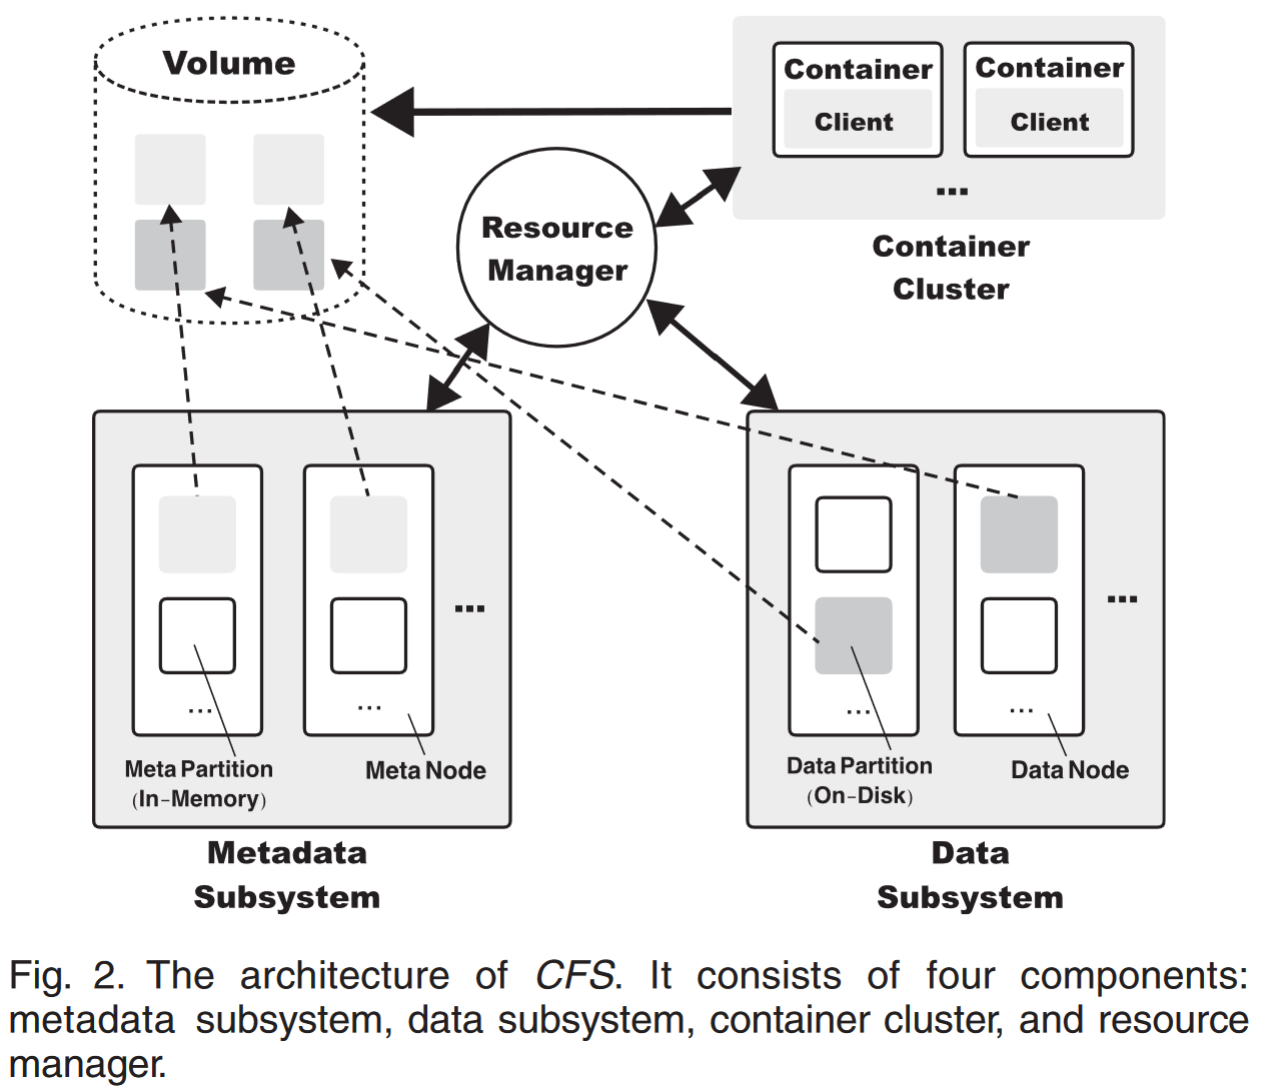 Volume
Container
Client
Container
Client
...
Container
Cluster
Resource
Manager
...
...
...
Meta Partition
(In-Memory)
Meta Node
Metadata
Subsystem
...
...
...
Data Partition
(On-Disk)
Data Node
Data
Subsystem
Fig. 2. The architecture of CFS. It consists of four components:
metadata subsystem, data subsystem, container cluster, and resource
manager.